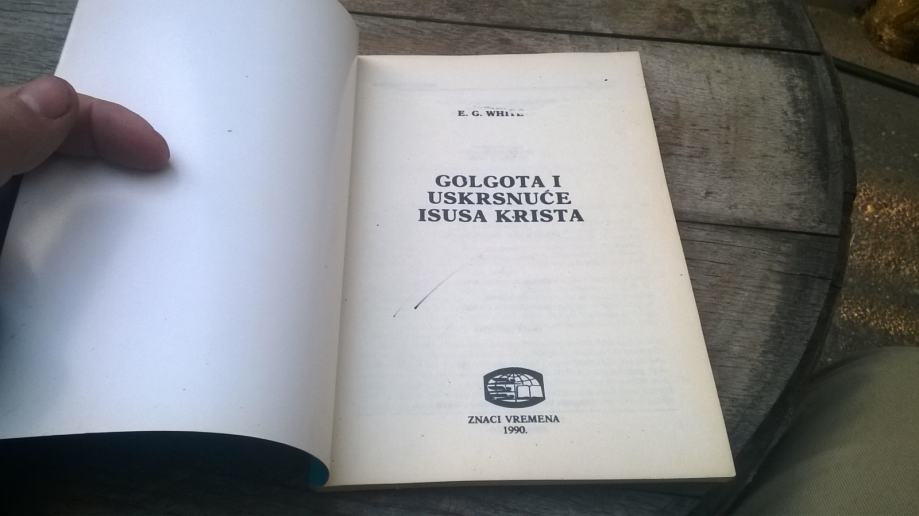 E. G. WHITE
GOLGOTA I
USKRSNUĆE
ISUSA KRISTA
ZNACI VREMENA
1990.